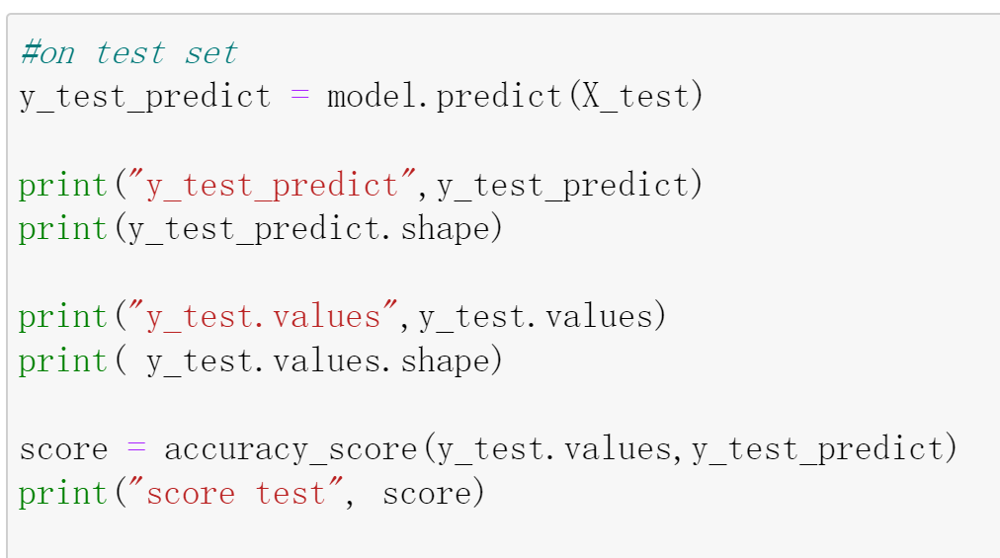 #on test set
y_test_predict = model.predict(X_test)
print("y_test_predict",y_test_predict)
print(y_test_predict.shape)
print("y_test.values",y_test.values)
print( y_test.values.shape)
score = accuracy_score(y_test.values,y_test_predict)
print("score test", score)